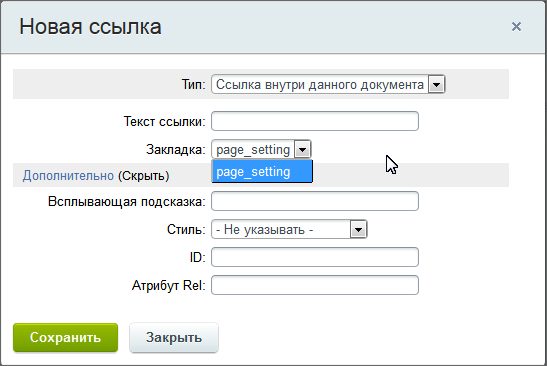 Новая ссылка
Тип: Ссылка внутри данного документа
Текст ссылки:
Закладка: page_setting
page_setting
Дополнительно (Скрыть)
Всплывающая подсказка:
Стиль: - Не указывать -
ID:
Атрибут Rel:
Сохранить Закрыть